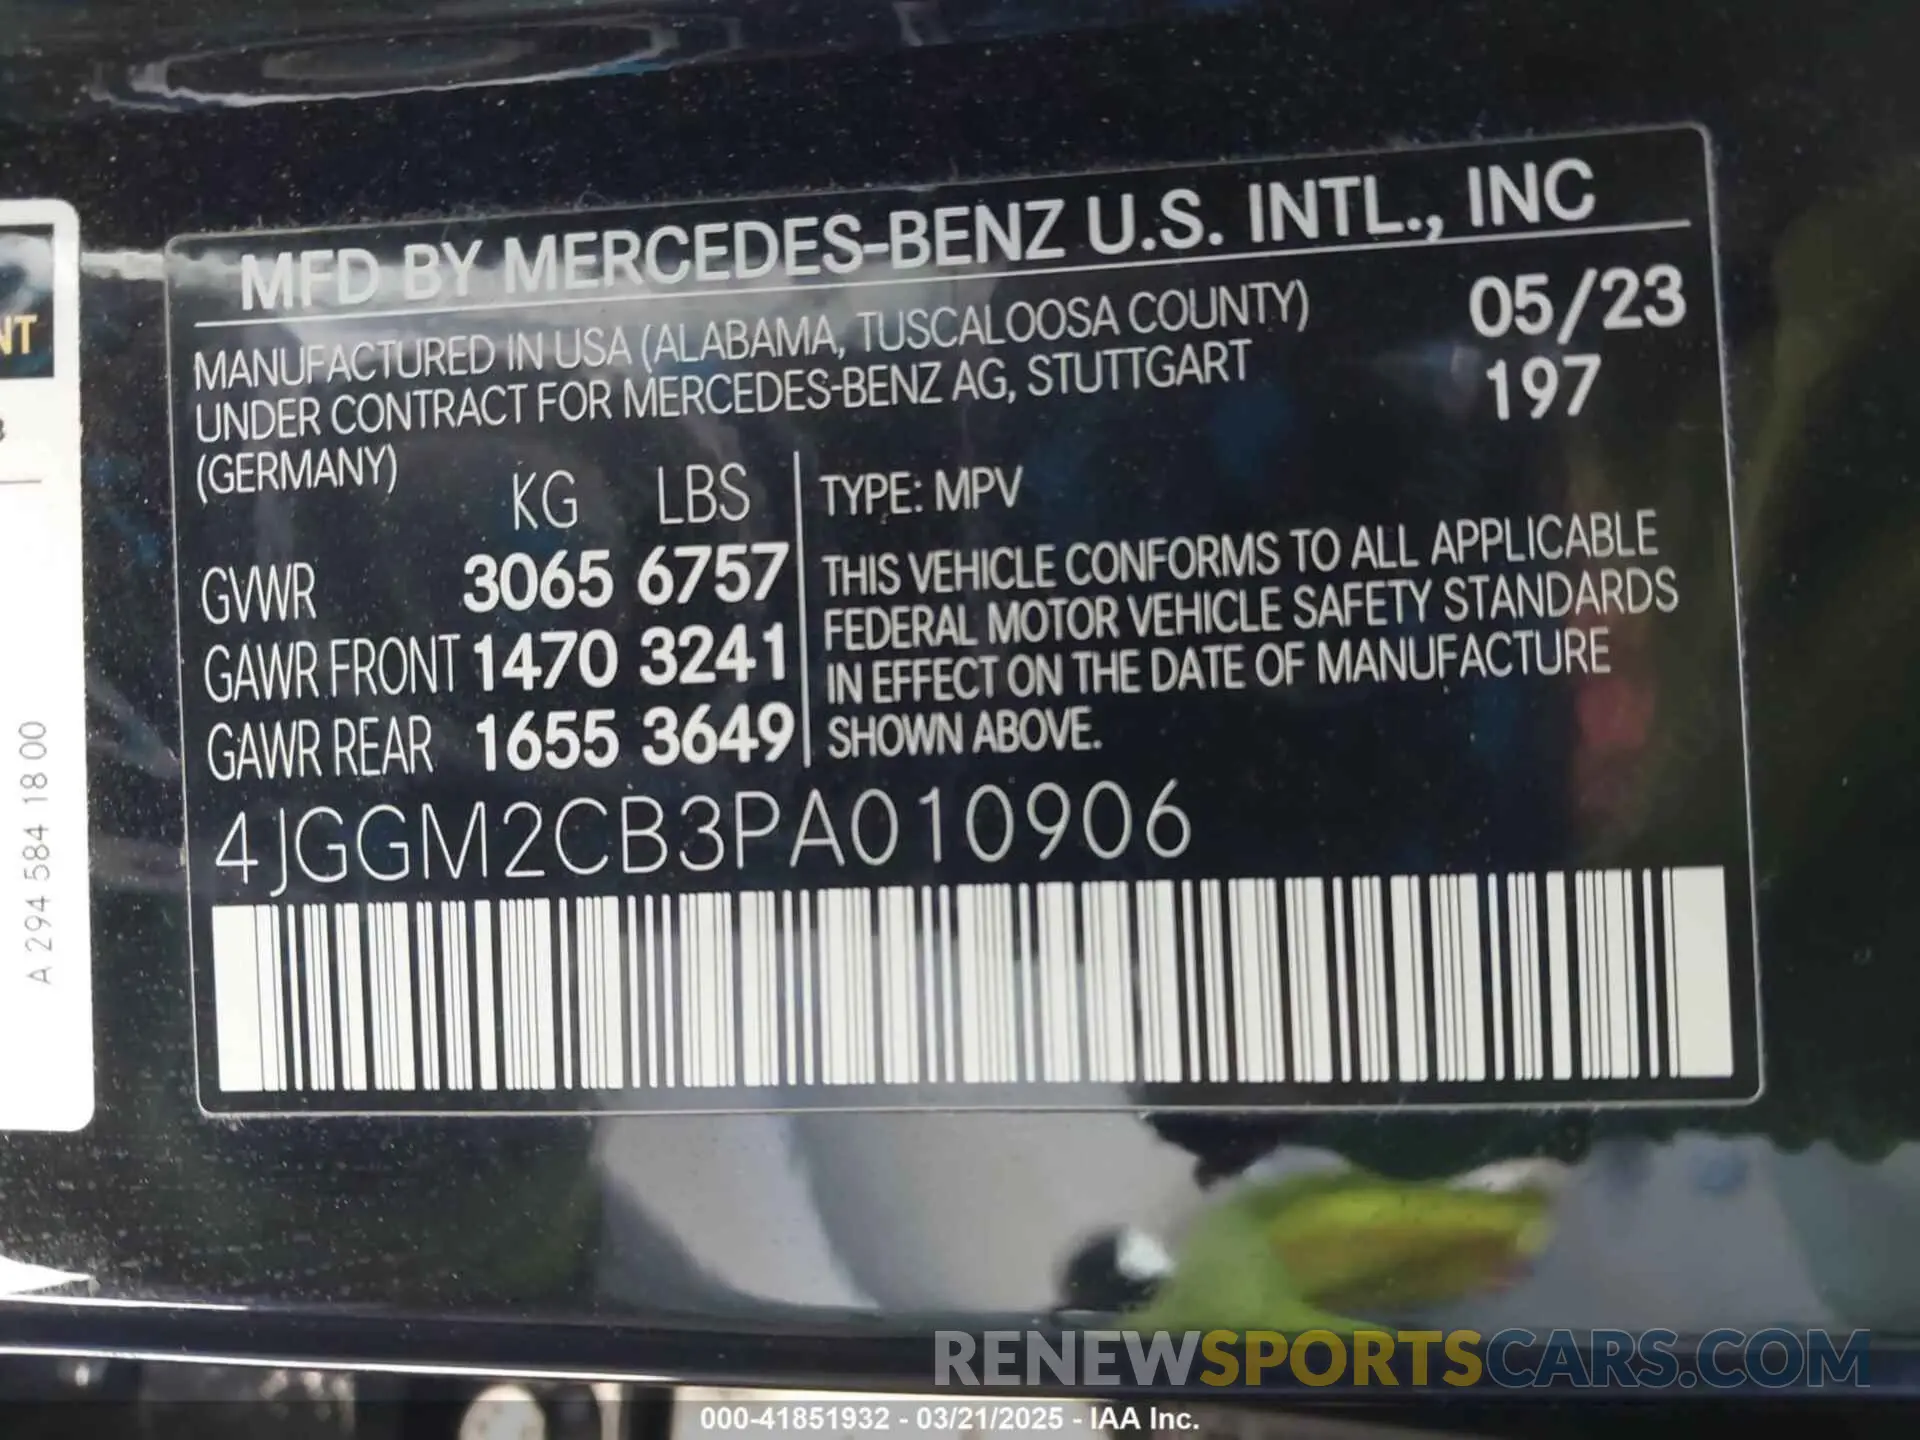 MFD BY MERCEDES-BENZ U.S. INTL., INC
MANUFACTURED IN USA (ALABAMA, TUSCALOOSA COUNTY)
UNDER CONTRACT FOR MERCEDES-BENZ AG, STUTTGART
(GERMANY)
05/23
197
KG LBS
GVWR 3065 6757
GAWR FRONT 1470 3241
GAWR REAR 1655 3649
TYPE: MPV
THIS VEHICLE CONFORMS TO ALL APPLICABLE
FEDERAL MOTOR VEHICLE SAFETY STANDARDS
IN EFFECT ON THE DATE OF MANUFACTURE
SHOWN ABOVE.
4JGGM2CB3PA010906
NT
A 294 584 18 00
RENEWSPORTSCARS.COM
000-41851932 - 03/21/2025 - IAA Inc.